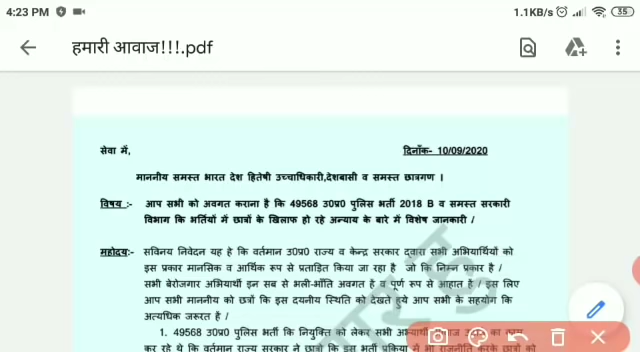 4:23 PM 1.1KB/s 35
हमारी आवाज!!!.pdf
सेवा में, दिनाँक- 10/09/2020
माननीय समस्त भारत देश हितेषी उच्चाधिकारी,देशबासी व समस्त छात्रगण ।
विषय :- आप सभी को अवगत कराना है कि 49568 उ0प्र0 पुलिस भर्ती 2018 B व समस्त सरकारी
विभाग कि भर्तियों में छात्रों के खिलाफ हो रहे अन्याय के बारे में विशेष जानकारी /
महोदय:- सविनय निवेदन यह हे कि वर्तमान उ0प्र0 राज्य व केन्द्र सरकार द्वारा सभी अभियार्थियों को
इस प्रकार मानसिक व आर्थिक रूप से प्रताडित किया जा रहा है जो कि निम्न प्रकार है /
सभी बेरोजगार अभियार्थी इन सब से भली-भाँति अवगत है व पूर्ण रूप से आहात है / इस लिए
आप सभी माननीय को छात्रों कि इस दयनीय स्थिति को देखते हुये आप सभी के सहयोग कि
अत्यधिक जरूरत है /
1. 49568 उ0प्र0 पुलिस भर्ती कि नियुक्ति को लेकर सभी
कर रहे थे कि वर्तमान राज्य सरकार ने छात्रों कि इस भर्ती प्रकिया में भी राजनीति करके छात्रों को